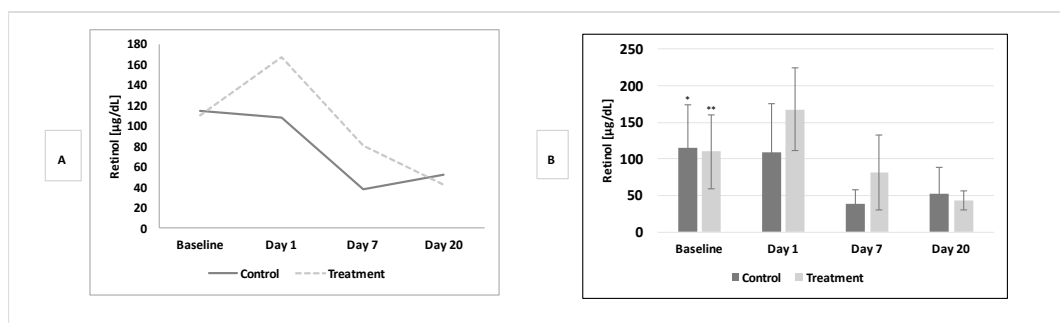 A
Retinol [µg/dL]
180
160
140
120
100
80
60
40
20
0
Baseline Day 1 Day 7 Day 20
Control Treatment
B
Retinol [µg/dL]
250
200
150
100
50
0
* **
Baseline Day 1 Day 7 Day 20
Control Treatment